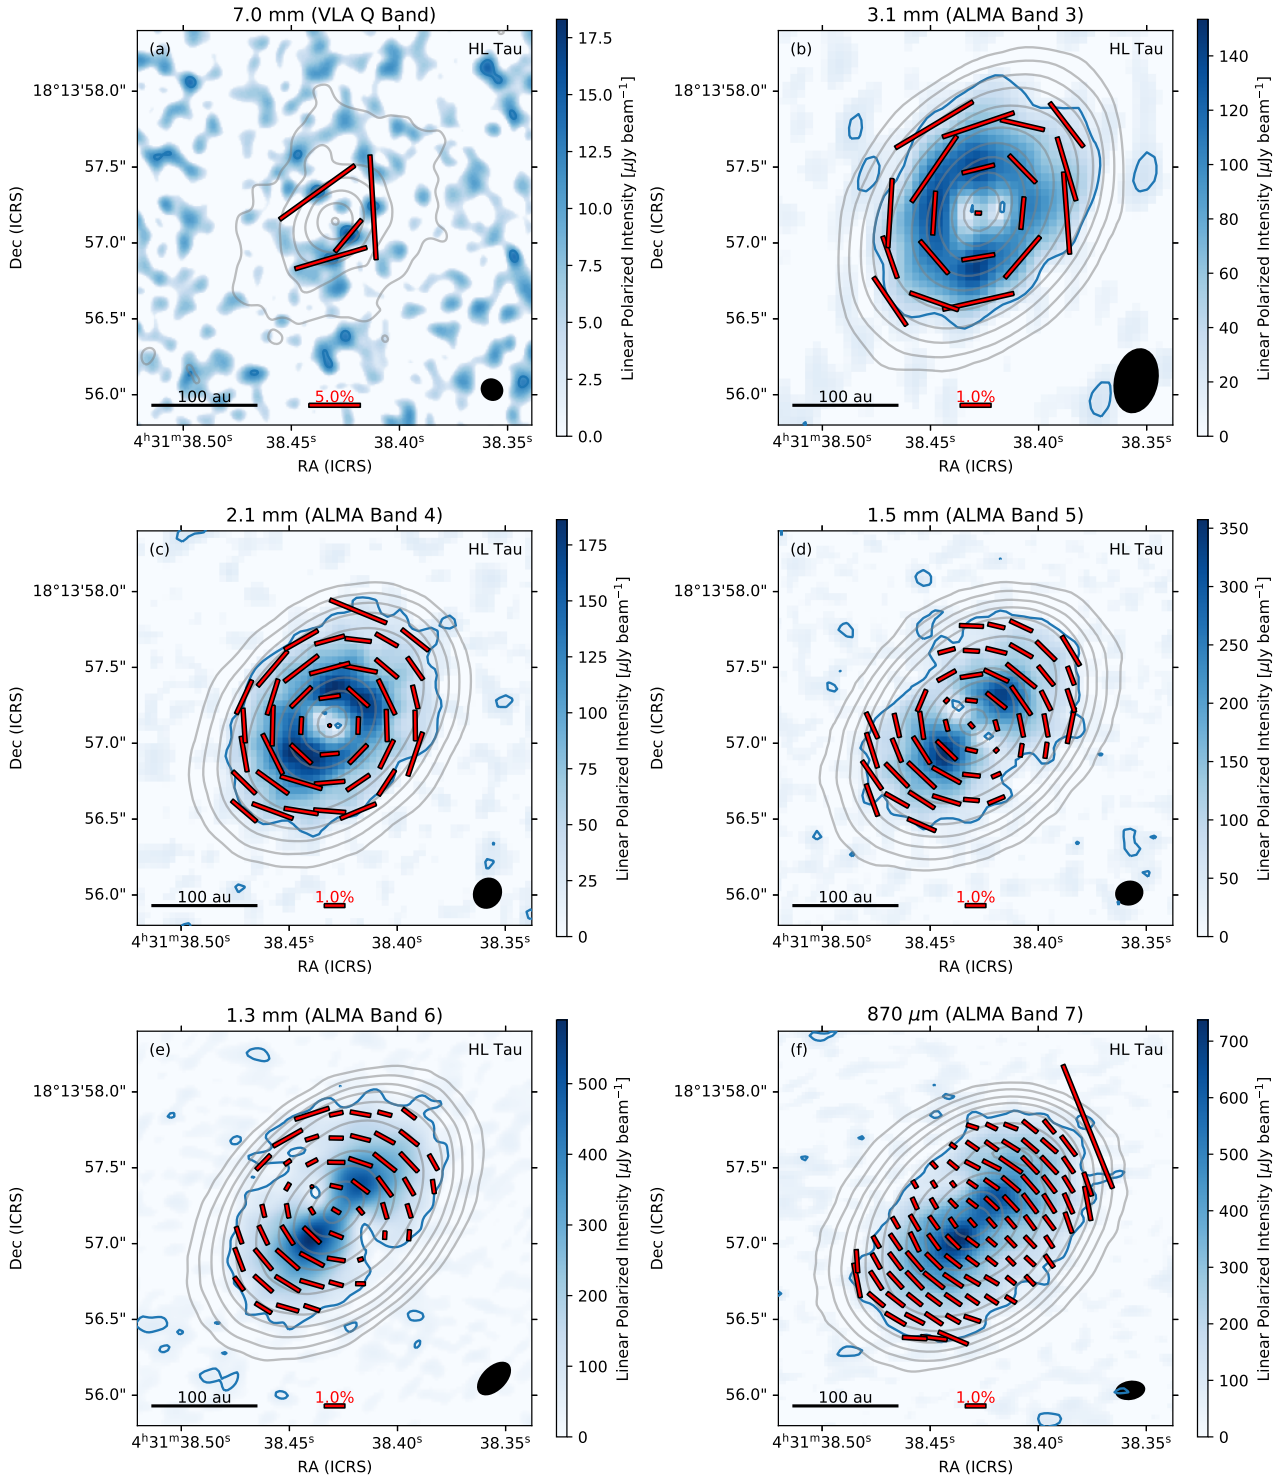 7.0 mm (VLA Q Band)
(a)
HL Tau
18°13'58.0"
57.5"
57.0"
56.5"
56.0"
Dec (ICRS)
100 au
5.0%
4ʰ31ᵐ38.50ˢ
38.45ˢ
38.40ˢ
38.35ˢ
RA (ICRS)
17.5
15.0
12.5
10.0
7.5
5.0
2.5
0.0
Linear Polarized Intensity [μJy beam⁻¹]
3.1 mm (ALMA Band 3)
(b)
HL Tau
18°13'58.0"
57.5"
57.0"
56.5"
56.0"
Dec (ICRS)
100 au
1.0%
4ʰ31ᵐ38.50ˢ
38.45ˢ
38.40ˢ
38.35ˢ
RA (ICRS)
140
120
100
80
60
40
20
0
Linear Polarized Intensity [μJy beam⁻¹]
2.1 mm (ALMA Band 4)
(c)
HL Tau
18°13'58.0"
57.5"
57.0"
56.5"
56.0"
Dec (ICRS)
100 au
1.0%
4ʰ31ᵐ38.50ˢ
38.45ˢ
38.40ˢ
38.35ˢ
RA (ICRS)
175
150
125
100
75
50
25
0
Linear Polarized Intensity [μJy beam⁻¹]
1.5 mm (ALMA Band 5)
(d)
HL Tau
18°13'58.0"
57.5"
57.0"
56.5"
56.0"
Dec (ICRS)
100 au
1.0%
4ʰ31ᵐ38.50ˢ
38.45ˢ
38.40ˢ
38.35ˢ
RA (ICRS)
350
300
250
200
150
100
50
0
Linear Polarized Intensity [μJy beam⁻¹]
1.3 mm (ALMA Band 6)
(e)
HL Tau
18°13'58.0"
57.5"
57.0"
56.5"
56.0"
Dec (ICRS)
100 au
1.0%
4ʰ31ᵐ38.50ˢ
38.45ˢ
38.40ˢ
38.35ˢ
RA (ICRS)
500
400
300
200
100
0
Linear Polarized Intensity [μJy beam⁻¹]
870 μm (ALMA Band 7)
(f)
HL Tau
18°13'58.0"
57.5"
57.0"
56.5"
56.0"
Dec (ICRS)
100 au
1.0%
4ʰ31ᵐ38.50ˢ
38.45ˢ
38.40ˢ
38.35ˢ
RA (ICRS)
700
600
500
400
300
200
100
0
Linear Polarized Intensity [μJy beam⁻¹]